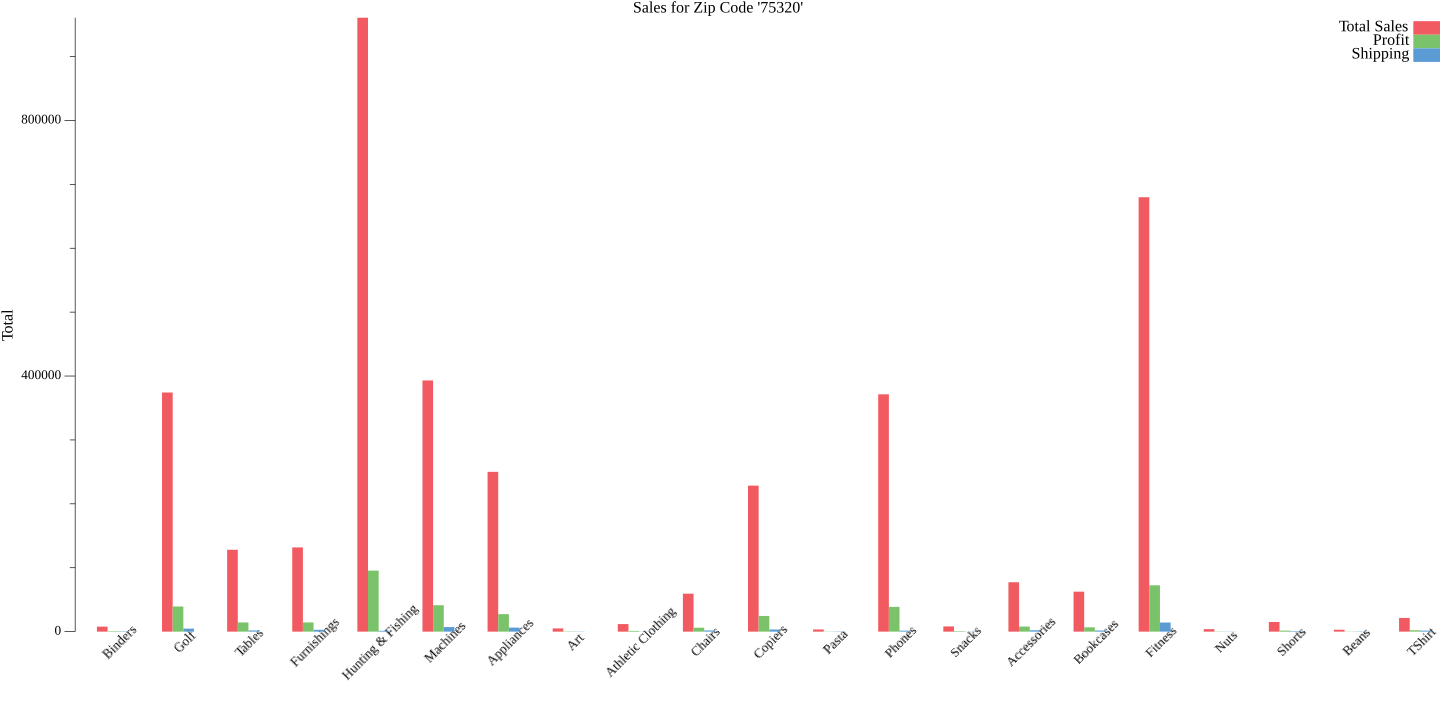 Sales for Zip Code '75320'
Total Sales
Profit
Shipping
Total
800000
400000
0
Binders
Golf
Tables
Furnishings
Hunting & Fishing
Machines
Appliances
Art
Athletic Clothing
Chairs
Copiers
Pasta
Phones
Snacks
Accessories
Bookcases
Fitness
Nuts
Shorts
Beans
TShirt